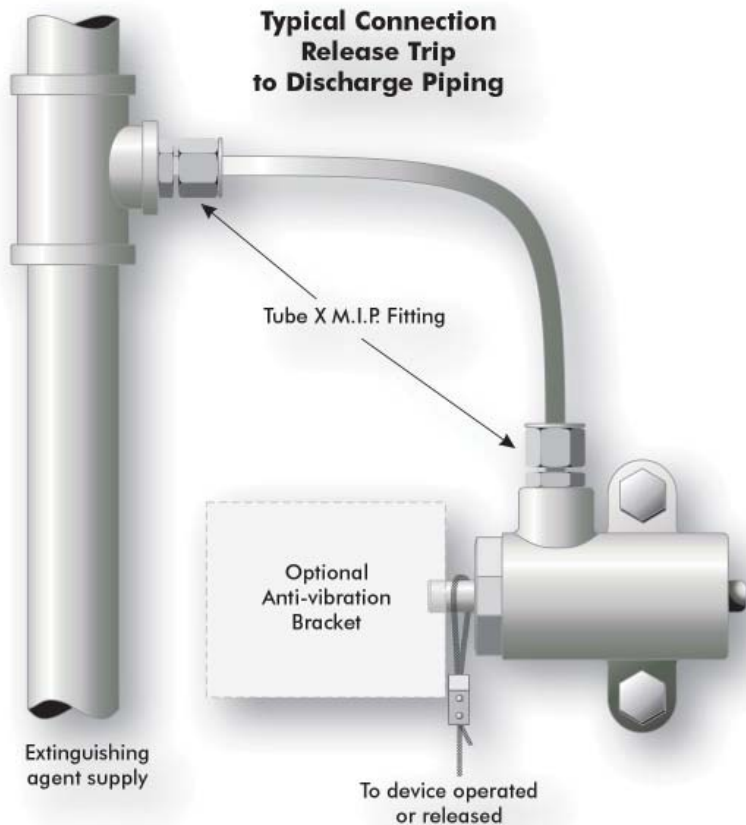 Typical Connection
Release Trip
to Discharge Piping
Tube X M.I.P. Fitting
Optional
Anti-vibration
Bracket
Extinguishing
agent supply
To device operated
or released